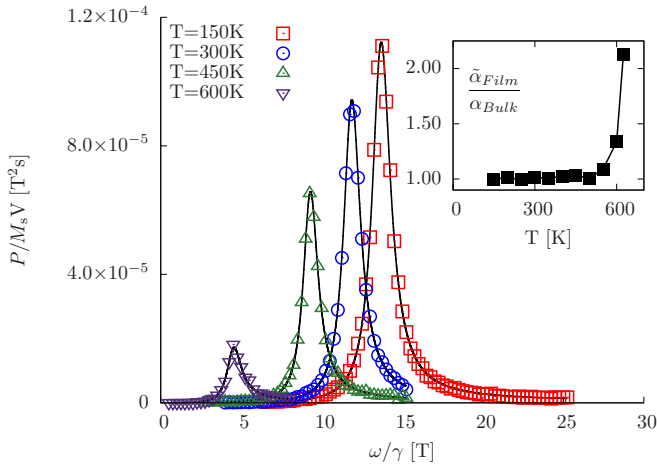 1.2×10⁻⁴
8.0×10⁻⁵
4.0×10⁻⁵
0
P/MₛV [T²s]
T=150K
T=300K
T=450K
T=600K
0 5 10 15 20 25 30
ω/γ [T]
2.00
1.50
1.00
α̃_Film
α_Bulk
0 300 600
T [K]